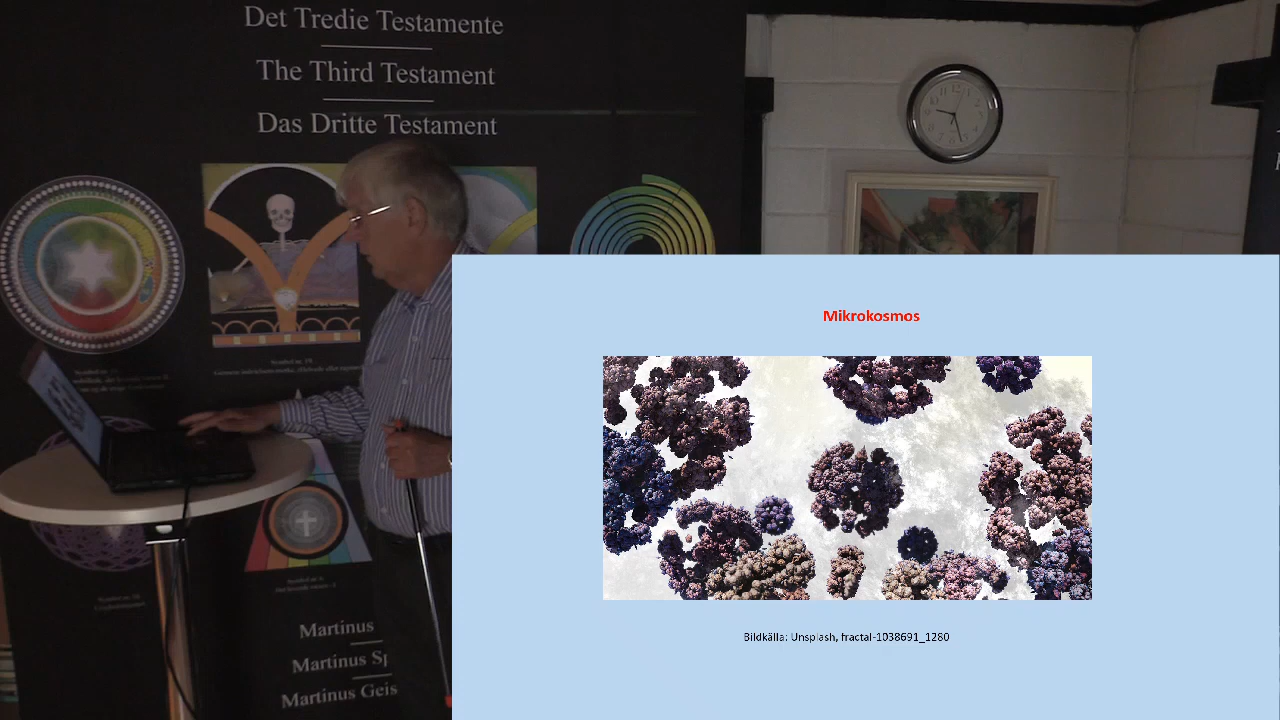 Det Tredie Testamente
The Third Testament
Das Dritte Testament
Mikrokosmos
Bildkälla: Unsplash, fractal-1038691_1280
Martinus
Martinus Sp
Martinus Geis